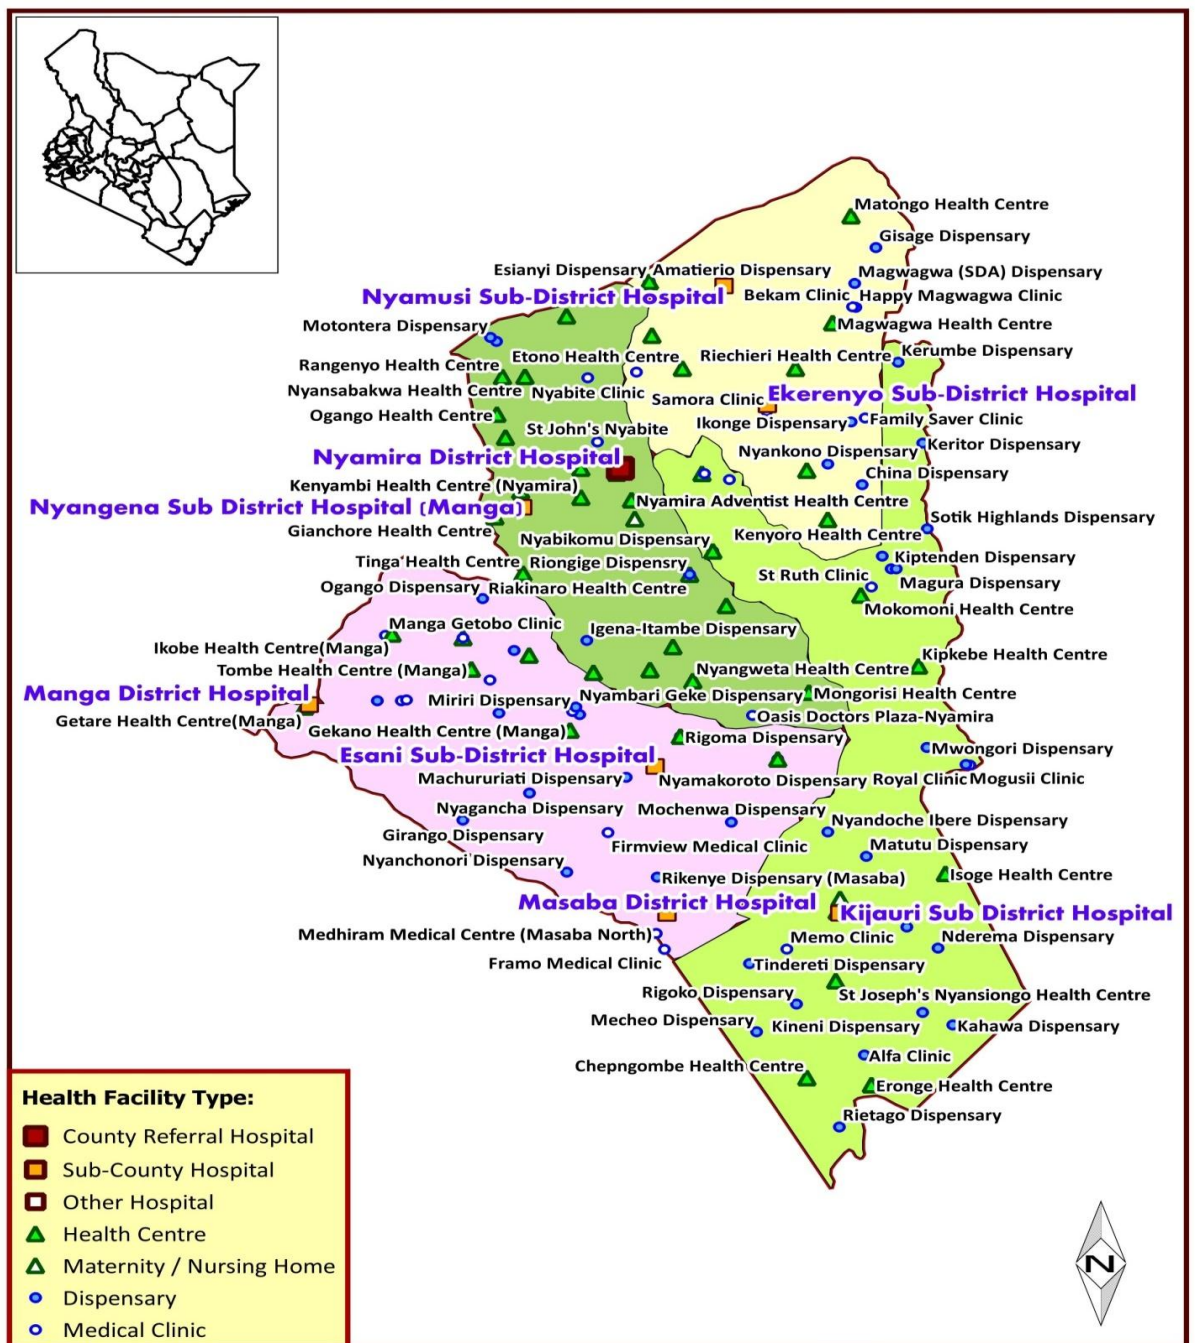 Matongo Health Centre
Gisage Dispensary
Esianyi Dispensary
Amatierio Dispensary
Magwagwa (SDA) Dispensary
Nyamusi Sub-District Hospital
Bekam Clinic
Happy Magwagwa Clinic
Motontera Dispensary
Magwagwa Health Centre
Etono Health Centre
Riechieri Health Centre
Kerumbe Dispensary
Rangenyo Health Centre
Nyansabakwa Health Centre
Nyabite Clinic
Samora Clinic
Ekerenyo Sub-District Hospital
Ogango Health Centre
Ikonge Dispensary
Family Saver Clinic
St John's Nyabite
Keritor Dispensary
Nyamira District Hospital
Nyankono Dispensary
China Dispensary
Kenyambi Health Centre (Nyamira)
Nyamira Adventist Health Centre
Nyangena Sub District Hospital (Manga)
Sotik Highlands Dispensary
Gianchore Health Centre
Nyabikomu Dispensary
Kenyoro Health Centre
Tinga Health Centre
Riongige Dispensry
Kiptenden Dispensary
St Ruth Clinic
Magura Dispensary
Ogango Dispensary
Riakinaro Health Centre
Mokomoni Health Centre
Manga Getobo Clinic
Igena-Itambe Dispensary
Ikobe Health Centre(Manga)
Kipkebe Health Centre
Tombe Health Centre (Manga)
Nyangweta Health Centre
Manga District Hospital
Miriri Dispensary
Nyambari Geke Dispensary
Mongorisi Health Centre
Getare Health Centre(Manga)
Oasis Doctors Plaza-Nyamira
Gekano Health Centre (Manga)
Rigoma Dispensary
Mwongori Dispensary
Esani Sub-District Hospital
Machururiati Dispensary
Nyamakoroto Dispensary
Royal Clinic
Mogusii Clinic
Nyagancha Dispensary
Mochenwa Dispensary
Nyandoche Ibere Dispensary
Girango Dispensary
Firmview Medical Clinic
Matutu Dispensary
Nyanchonori Dispensary
Rikenye Dispensary (Masaba)
Isoge Health Centre
Masaba District Hospital
Kijauri Sub District Hospital
Medhiram Medical Centre (Masaba North)
Memo Clinic
Nderema Dispensary
Framo Medical Clinic
Tindereti Dispensary
Rigoko Dispensary
St Joseph's Nyansiongo Health Centre
Mecheo Dispensary
Kineni Dispensary
Kahawa Dispensary
Chepngombe Health Centre
Alfa Clinic
Eronge Health Centre
Rietago Dispensary
Health Facility Type:
County Referral Hospital
Sub-County Hospital
Other Hospital
Health Centre
Maternity / Nursing Home
Dispensary
Medical Clinic
N